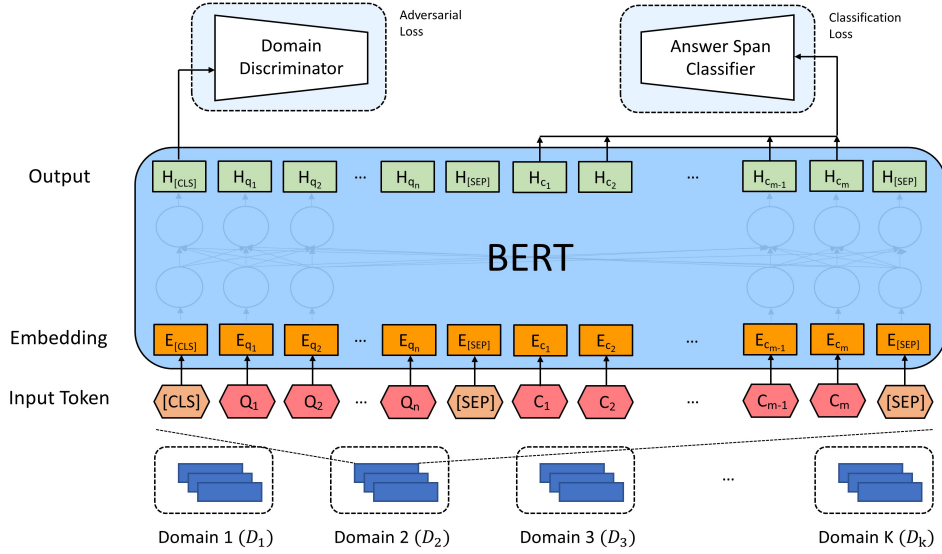 Adversarial
Loss
Classification
Loss
Domain
Discriminator
Answer Span
Classifier
Output
H[CLS] Hq1 Hq2 ... Hqn H[SEP] Hc1 Hc2 ... Hcm-1 Hcm H[SEP]
BERT
Embedding
E[CLS] Eq1 Eq2 ... Eqn E[SEP] Ec1 Ec2 ... Ecm-1 Ecm E[SEP]
Input Token
[CLS] Q1 Q2 ... Qn [SEP] C1 C2 ... Cm-1 Cm [SEP]
...
Domain 1 (D1) Domain 2 (D2) Domain 3 (D3) Domain K (Dk)